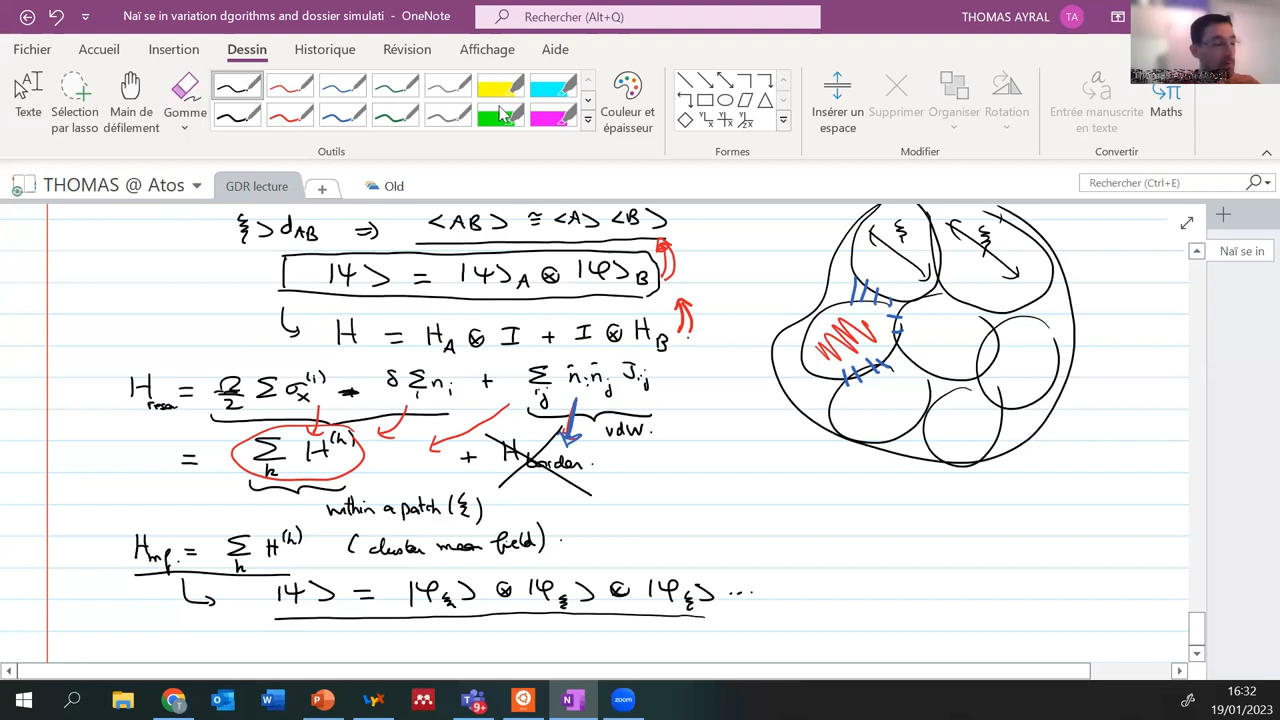 Naï se in variation dgorithms and dossier simulati - OneNote
Rechercher (Alt+Q)
THOMAS AYRAL
TA
Fichier Accueil Insertion Dessin Historique Révision Affichage Aide
Texte
Sélection par lasso
Main de défilement
Gomme
Couleur et épaisseur
Insérer un espace
Supprimer
Organiser
Rotation
Entrée manuscrite en texte
Maths
Outils
Formes
Modifier
Convertir
THOMAS @ Atos
GDR lecture
Old
Rechercher (Ctrl+E)
Naï se in
ξ > d_AB ⇒ <AB> ≅ <A> <B>
|ψ> = |ψ>_A ⊗ |φ>_B
↳ H = H_A ⊗ I + I ⊗ H_B
= Ω/2 Σ σ_x^(i) - δ Σ_i n_i + Σ_ij n_i n_j J_ij
vdW.
= Σ_k H^(k) + H_border.
within a patch (ξ)
H_mf. = Σ_k H^(k) (cluster mean field).
↳ |ψ> = |φ_ξ> ⊗ |φ_ξ> ⊗ |φ_ξ> ...
ξ ξ
9+
16:32
19/01/2023